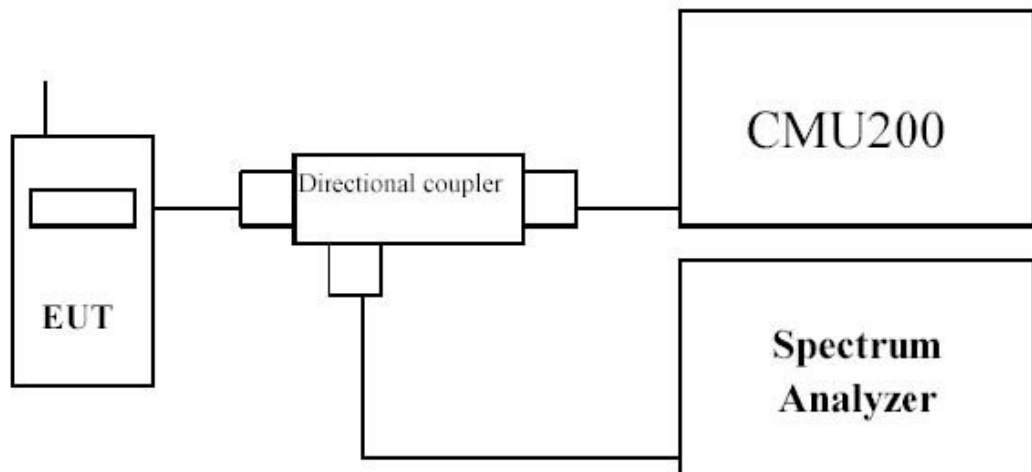 CMU200
Directional coupler
EUT
Spectrum
Analyzer